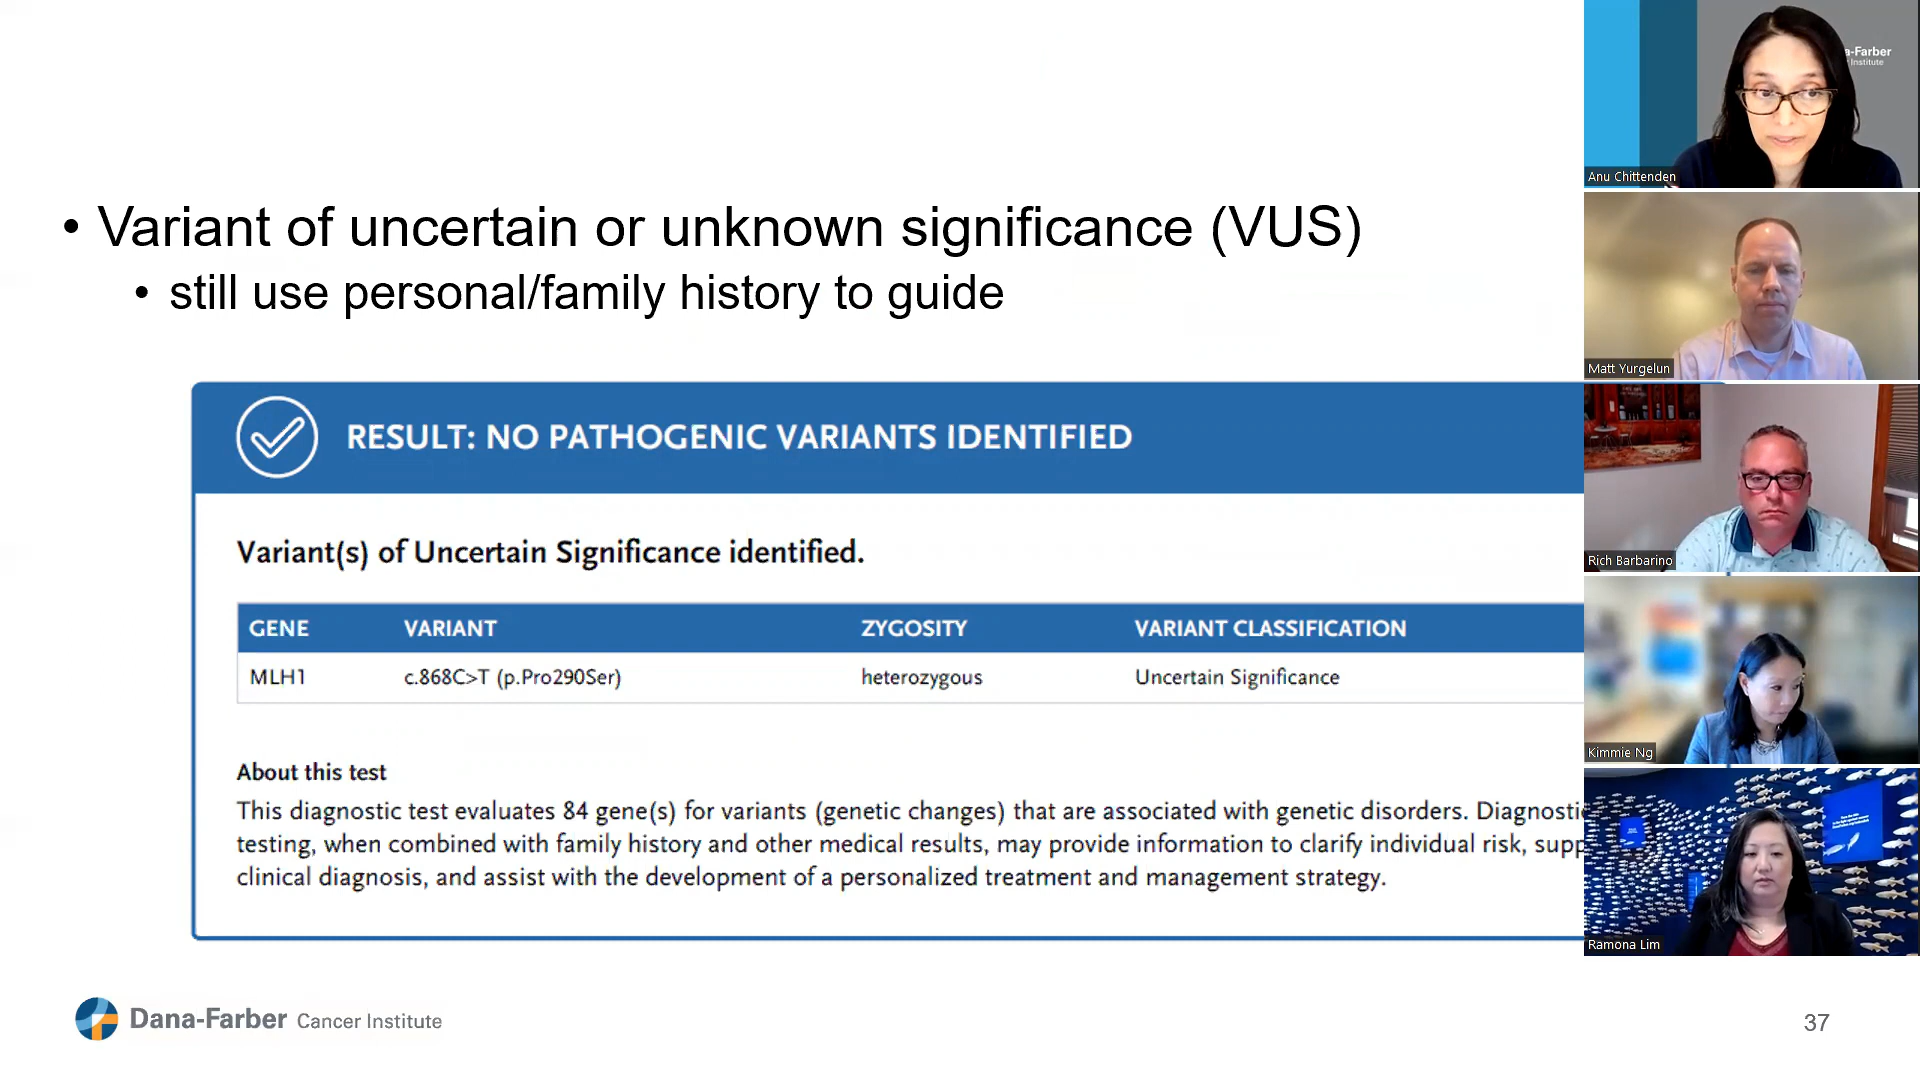 • Variant of uncertain or unknown significance (VUS)
• still use personal/family history to guide
RESULT: NO PATHOGENIC VARIANTS IDENTIFIED
Variant(s) of Uncertain Significance identified.
GENE VARIANT ZYGOSITY VARIANT CLASSIFICATION
MLH1 c.868C>T (p.Pro290Ser) heterozygous Uncertain Significance
About this test
This diagnostic test evaluates 84 gene(s) for variants (genetic changes) that are associated with genetic disorders. Diagnostic
testing, when combined with family history and other medical results, may provide information to clarify individual risk, supp
clinical diagnosis, and assist with the development of a personalized treatment and management strategy.
Dana-Farber Cancer Institute
37
a-Farber
Institute
Anu Chittenden
Matt Yurgelun
Rich Barbarino
Kimmie Ng
Ramona Lim